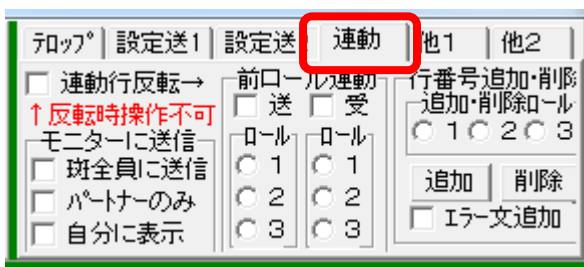 ﾃﾛｯﾌﾟ 設定送1 設定送 連動 他1 他2
連動行反転→
↑反転時操作不可
モニターに送信
班全員に送信
ﾊﾟｰﾄﾅｰのみ
自分に表示
前ロール連動
送 受
ﾛｰﾙ ﾛｰﾙ
1 1
2 2
3 3
行番号追加･削除
追加･削除ﾛｰﾙ
1 2 3
追加 削除
ｴﾗｰ文追加